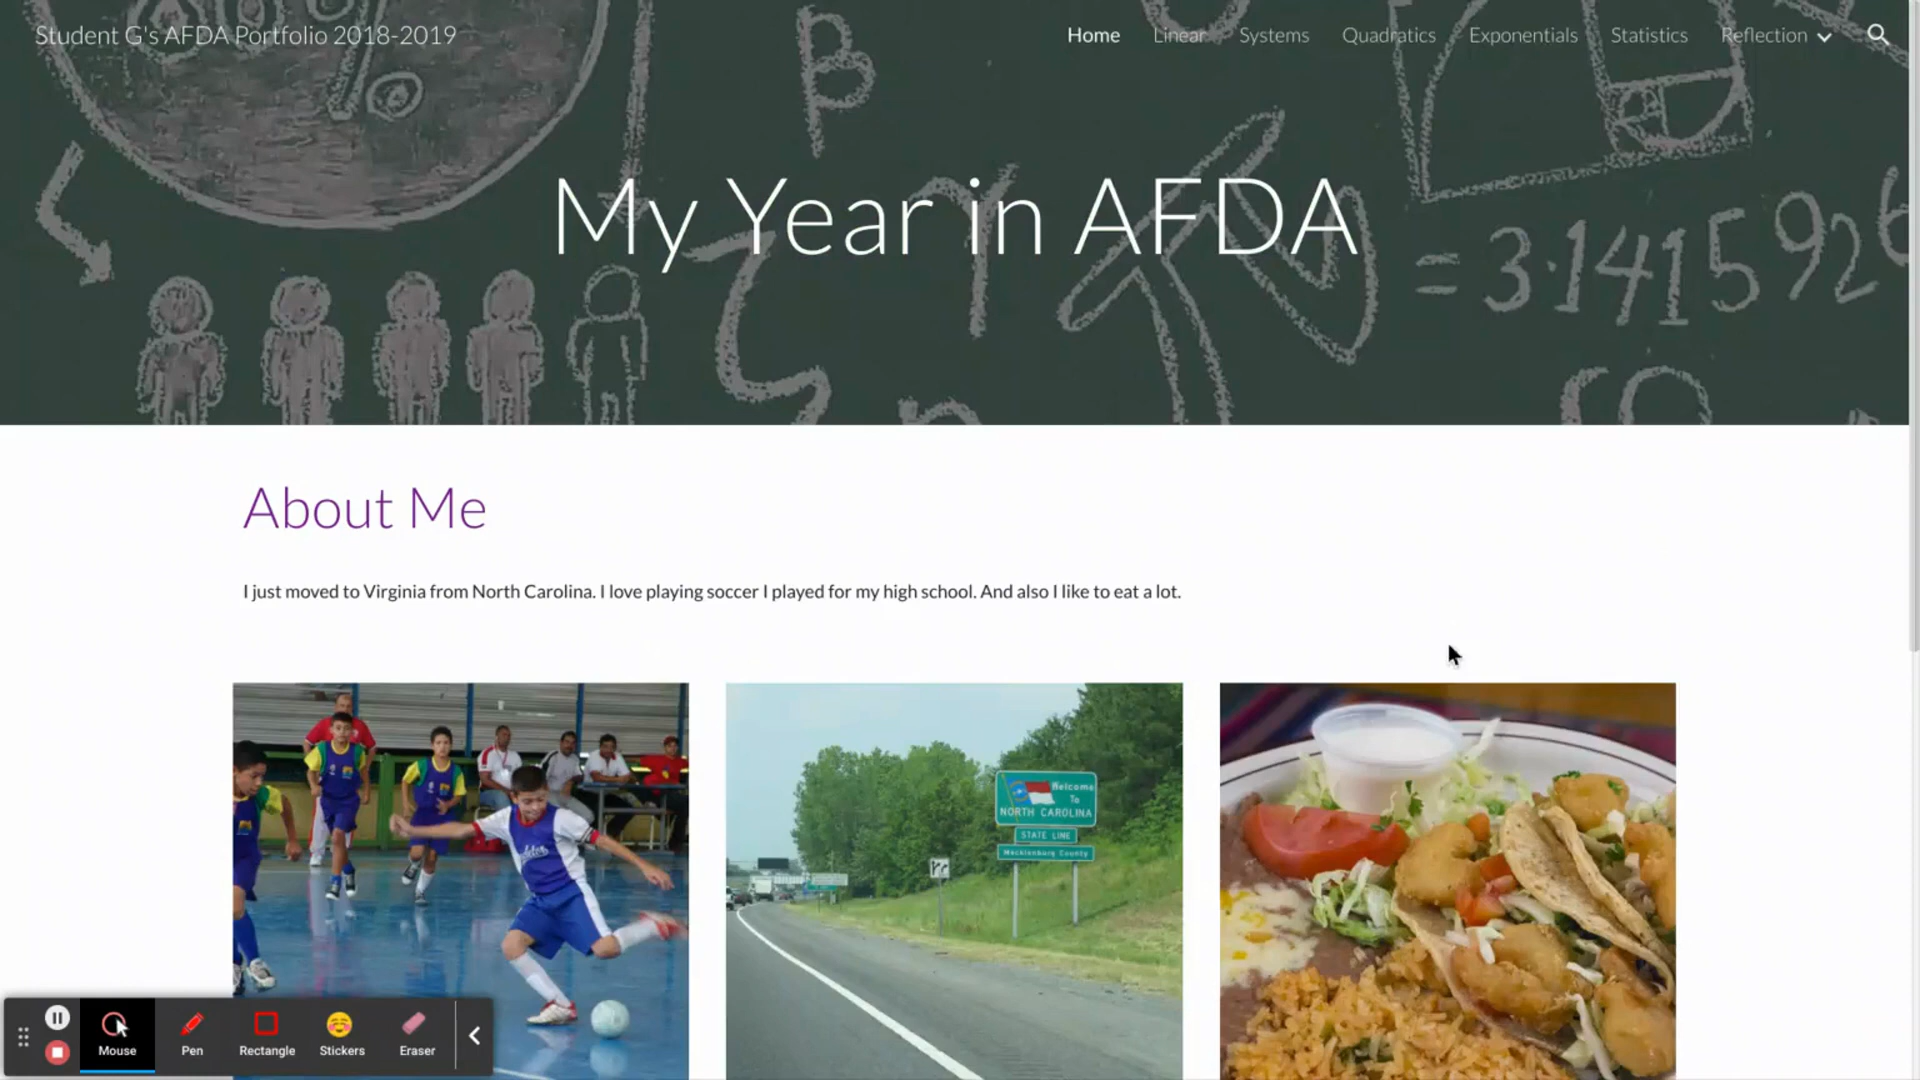 Student G's AFDA Portfolio 2018-2019
Home Linear Systems Quadratics Exponentials Statistics Reflection
β
My Year in AFDA
= 3.1415926
About Me
I just moved to Virginia from North Carolina. I love playing soccer I played for my high school. And also I like to eat a lot.
Welcome
To
NORTH CAROLINA
STATE LINE
Mecklenburg County
Mouse Pen Rectangle Stickers Eraser